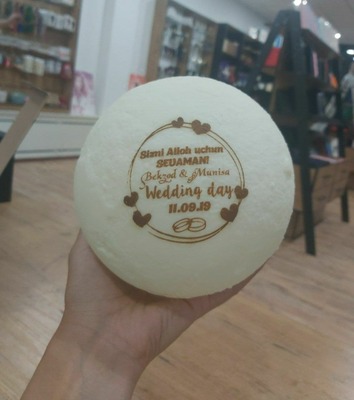 Sizni Alloh uchun
SEVAMAN!
Bekzod & Munisa
Wedding day
11.09.19